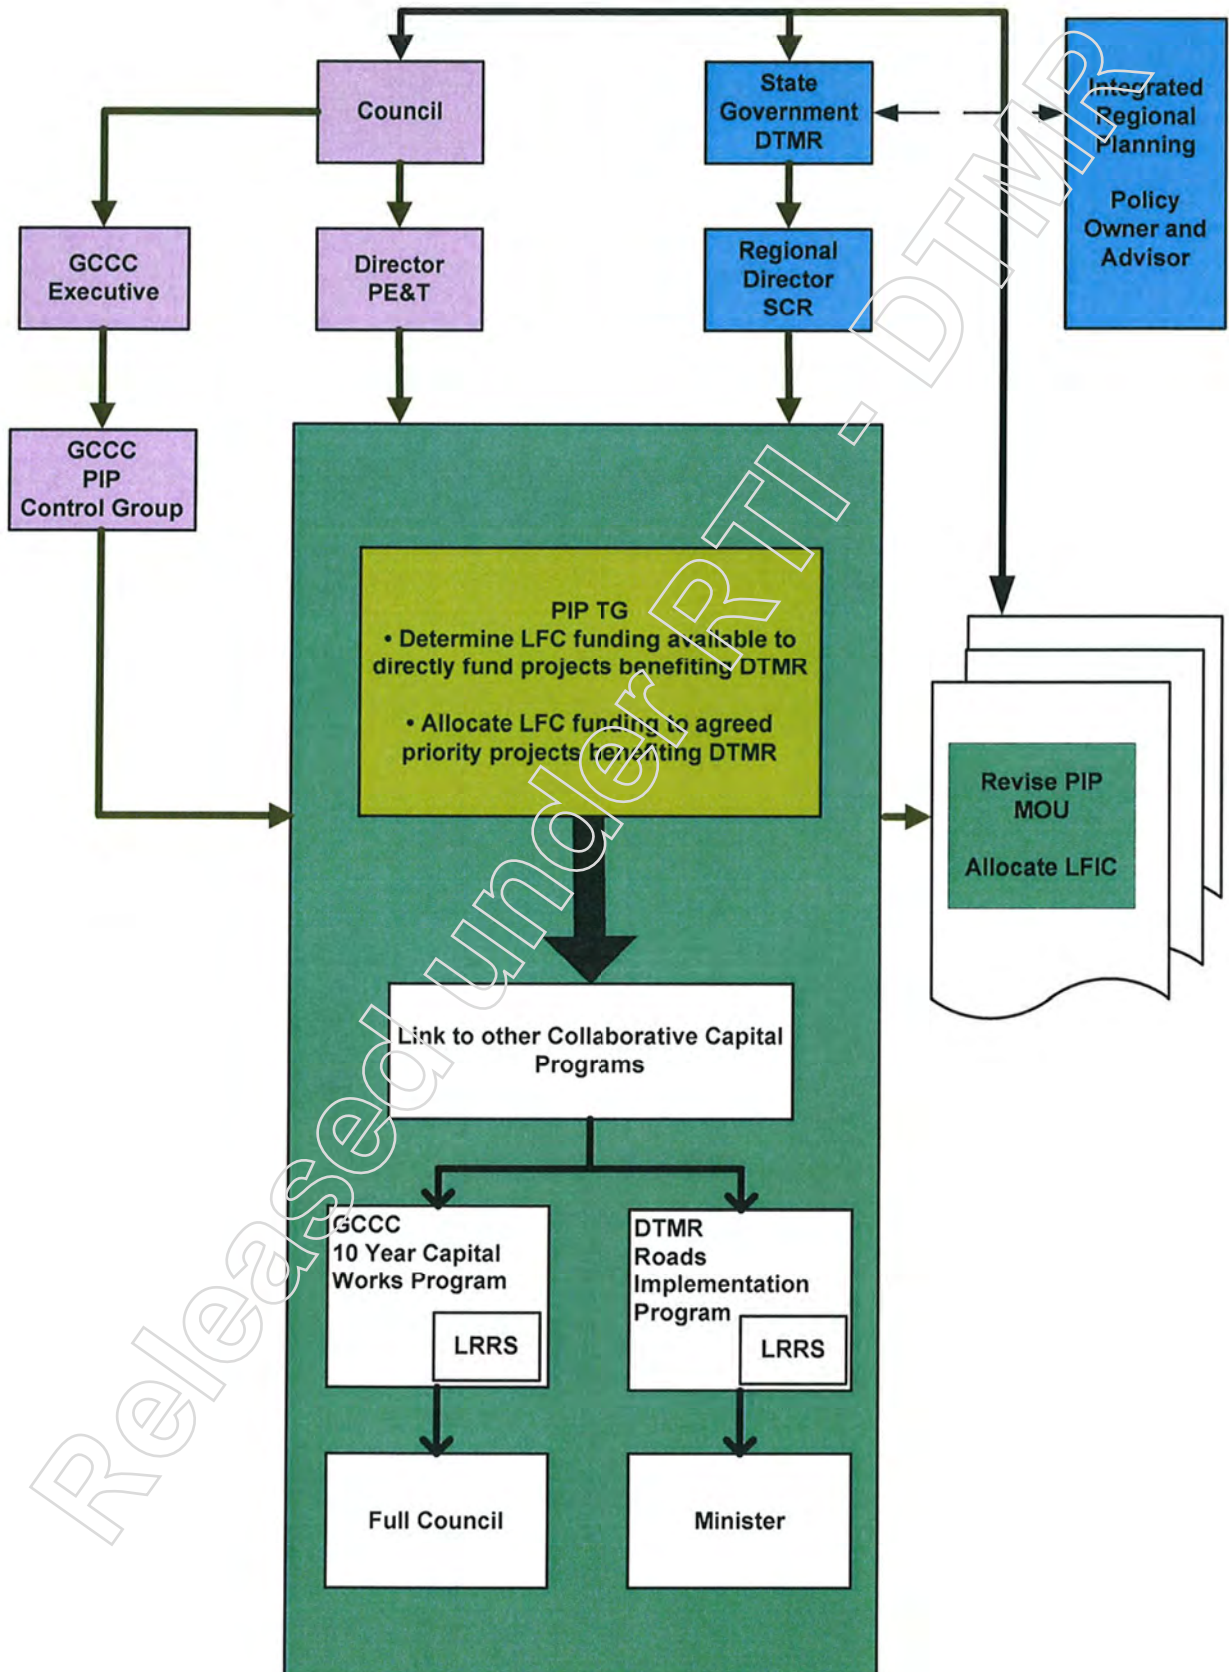 Council
State
Government
DTMR
Integrated
Regional
Planning
Policy
Owner and
Advisor
GCCC
Executive
Director
PE&T
Regional
Director
SCR
GCCC
PIP
Control Group
PIP TG
• Determine LFC funding available to
directly fund projects benefiting DTMR
• Allocate LFC funding to agreed
priority projects benefiting DTMR
Revise PIP
MOU
Allocate LFIC
Link to other Collaborative Capital
Programs
GCCC
10 Year Capital
Works Program
LRRS
DTMR
Roads
Implementation
Program
LRRS
Full Council
Minister
Released under RTI - DTMR